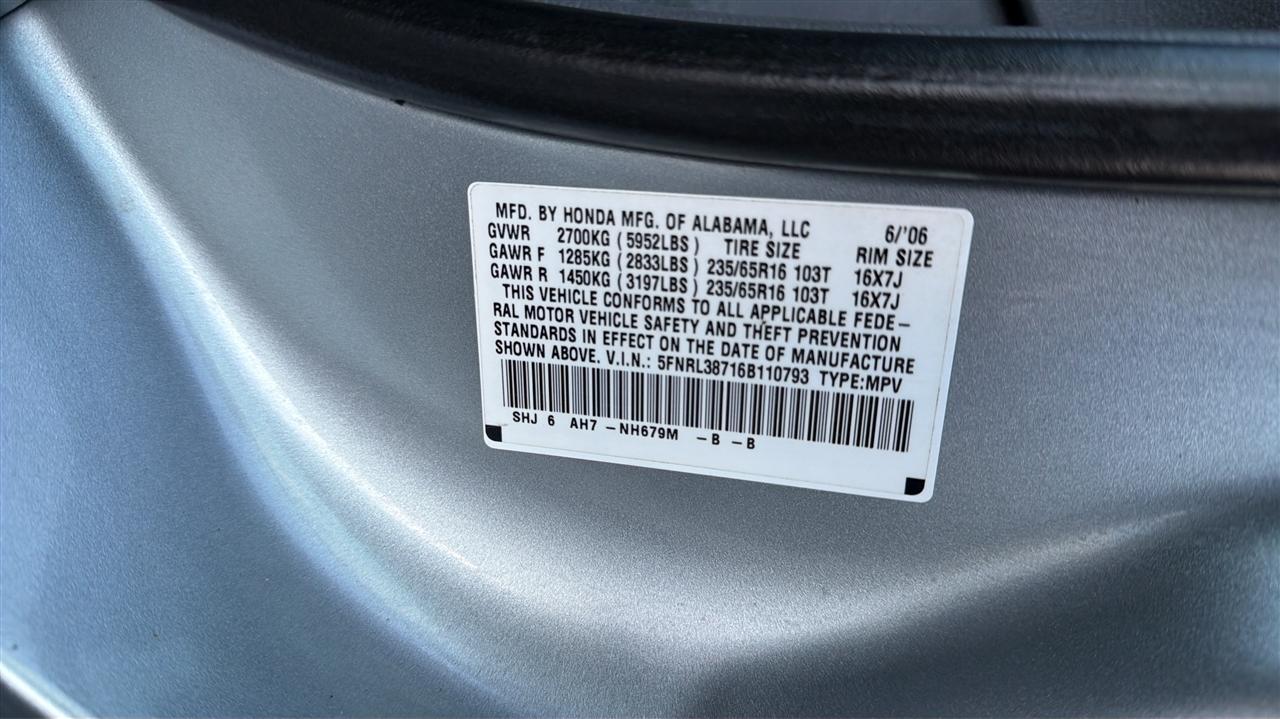 MFD. BY HONDA MFG. OF ALABAMA, LLC 6/'06
GVWR 2700KG ( 5952LBS ) TIRE SIZE RIM SIZE
GAWR F 1285KG ( 2833LBS ) 235/65R16 103T 16X7J
GAWR R 1450KG ( 3197LBS ) 235/65R16 103T 16X7J
THIS VEHICLE CONFORMS TO ALL APPLICABLE FEDE-
RAL MOTOR VEHICLE SAFETY AND THEFT PREVENTION
STANDARDS IN EFFECT ON THE DATE OF MANUFACTURE
SHOWN ABOVE. V.I.N.: 5FNRL38716B110793 TYPE:MPV
SHJ 6 AH7 -NH679M -B -B